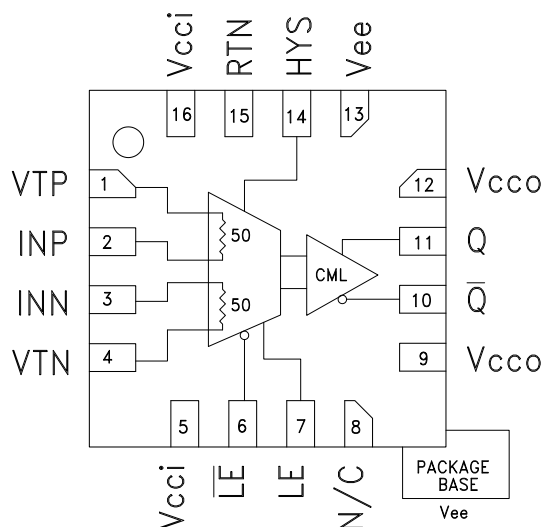 Vcci
RTN
HYS
Vee
16
15
14
13
VTP
1
12
Vcco
INP
2
50
11
Q
CML
INN
3
50
10
Q̅
VTN
4
9
Vcco
5
6
7
8
Vcci
L̅E̅
LE
N/C
PACKAGE
BASE
Vee